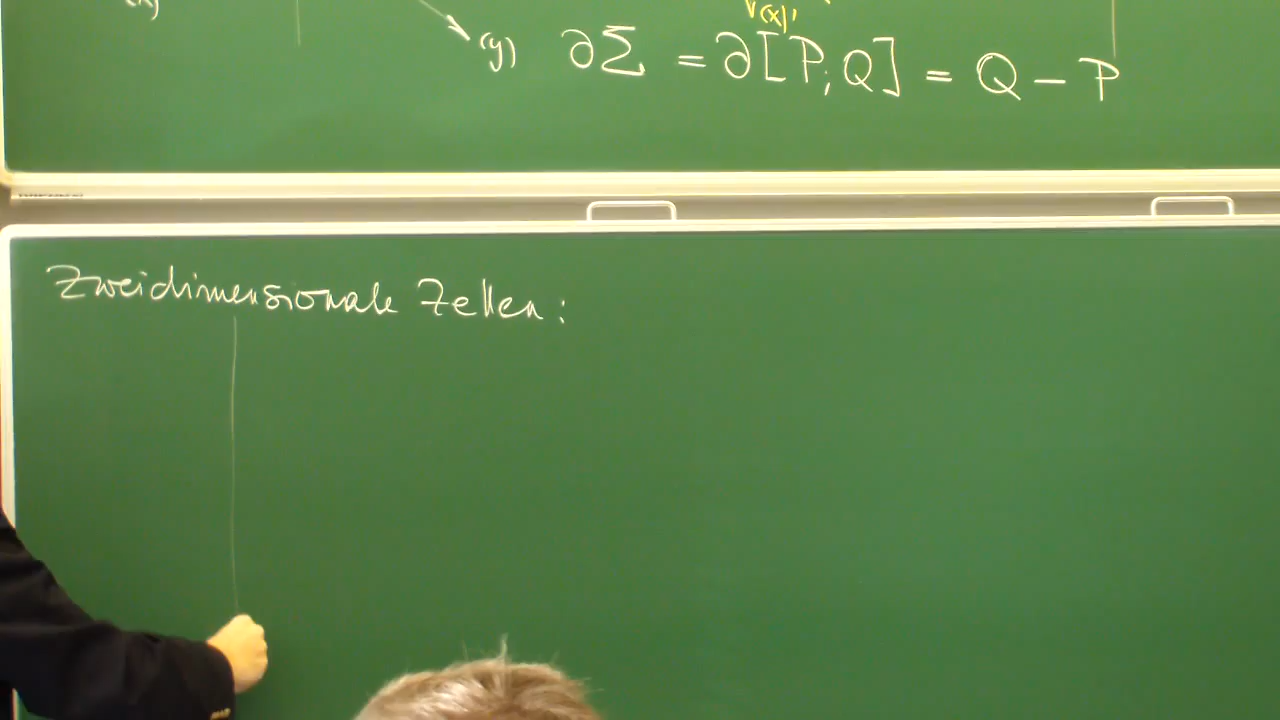 (x)
V(x),
(y) ∂Σ = ∂[P;Q] = Q − P
Zweidimensionale Zellen: